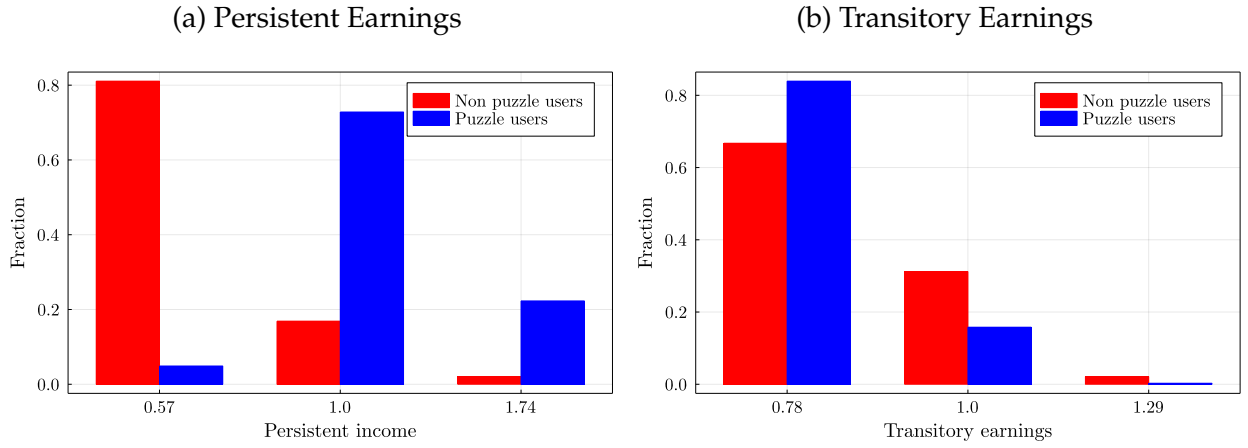 (a) Persistent Earnings
Fraction
0.8
0.6
0.4
0.2
0.0
Non puzzle users
Puzzle users
0.57 1.0 1.74
Persistent income
(b) Transitory Earnings
Fraction
0.8
0.6
0.4
0.2
0.0
Non puzzle users
Puzzle users
0.78 1.0 1.29
Transitory earnings